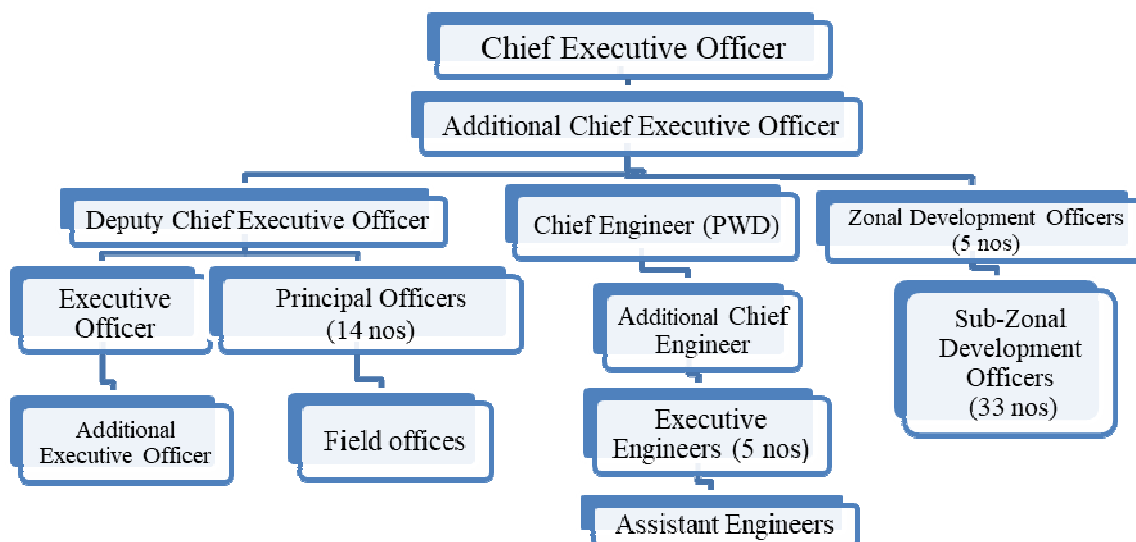 Chief Executive Officer
Additional Chief Executive Officer
Deputy Chief Executive Officer
Chief Engineer (PWD)
Zonal Development Officers
(5 nos)
Executive
Officer
Principal Officers
(14 nos)
Additional Chief
Engineer
Sub-Zonal
Development
Officers
(33 nos)
Additional
Executive Officer
Field offices
Executive
Engineers (5 nos)
Assistant Engineers